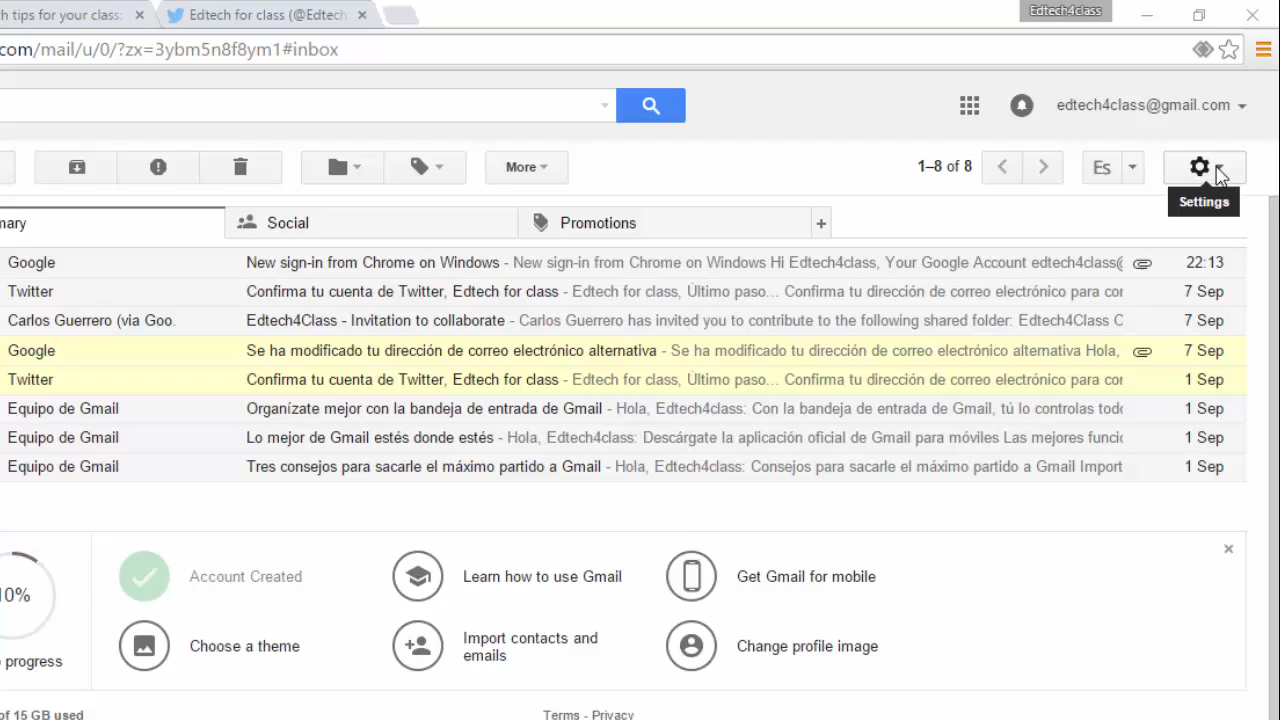 h tips for your class:
Edtech for class (@Edtech
Edtech4class
com/mail/u/0/?zx=3ybm5n8f8ym1#inbox
edtech4class@gmail.com
More
1–8 of 8
Es
Settings
mary
Social
Promotions
+
Google New sign-in from Chrome on Windows - New sign-in from Chrome on Windows Hi Edtech4class, Your Google Account edtech4class@ 22:13
Twitter Confirma tu cuenta de Twitter, Edtech for class - Edtech for class, Último paso... Confirma tu dirección de correo electrónico para cor 7 Sep
Carlos Guerrero (via Goo. Edtech4Class - Invitation to collaborate - Carlos Guerrero has invited you to contribute to the following shared folder: Edtech4Class C 7 Sep
Google Se ha modificado tu dirección de correo electrónico alternativa - Se ha modificado tu dirección de correo electrónico alternativa Hola, 7 Sep
Twitter Confirma tu cuenta de Twitter, Edtech for class - Edtech for class, Último paso... Confirma tu dirección de correo electrónico para cor 1 Sep
Equipo de Gmail Organízate mejor con la bandeja de entrada de Gmail - Hola, Edtech4class: Con la bandeja de entrada de Gmail, tú lo controlas todo 1 Sep
Equipo de Gmail Lo mejor de Gmail estés donde estés - Hola, Edtech4class: Descárgate la aplicación oficial de Gmail para móviles Las mejores funcio 1 Sep
Equipo de Gmail Tres consejos para sacarle el máximo partido a Gmail - Hola, Edtech4class: Consejos para sacarle el máximo partido a Gmail Import 1 Sep
10%
progress
Account Created
Learn how to use Gmail
Get Gmail for mobile
Choose a theme
Import contacts and
emails
Change profile image
of 15 GB used
Terms - Privacy